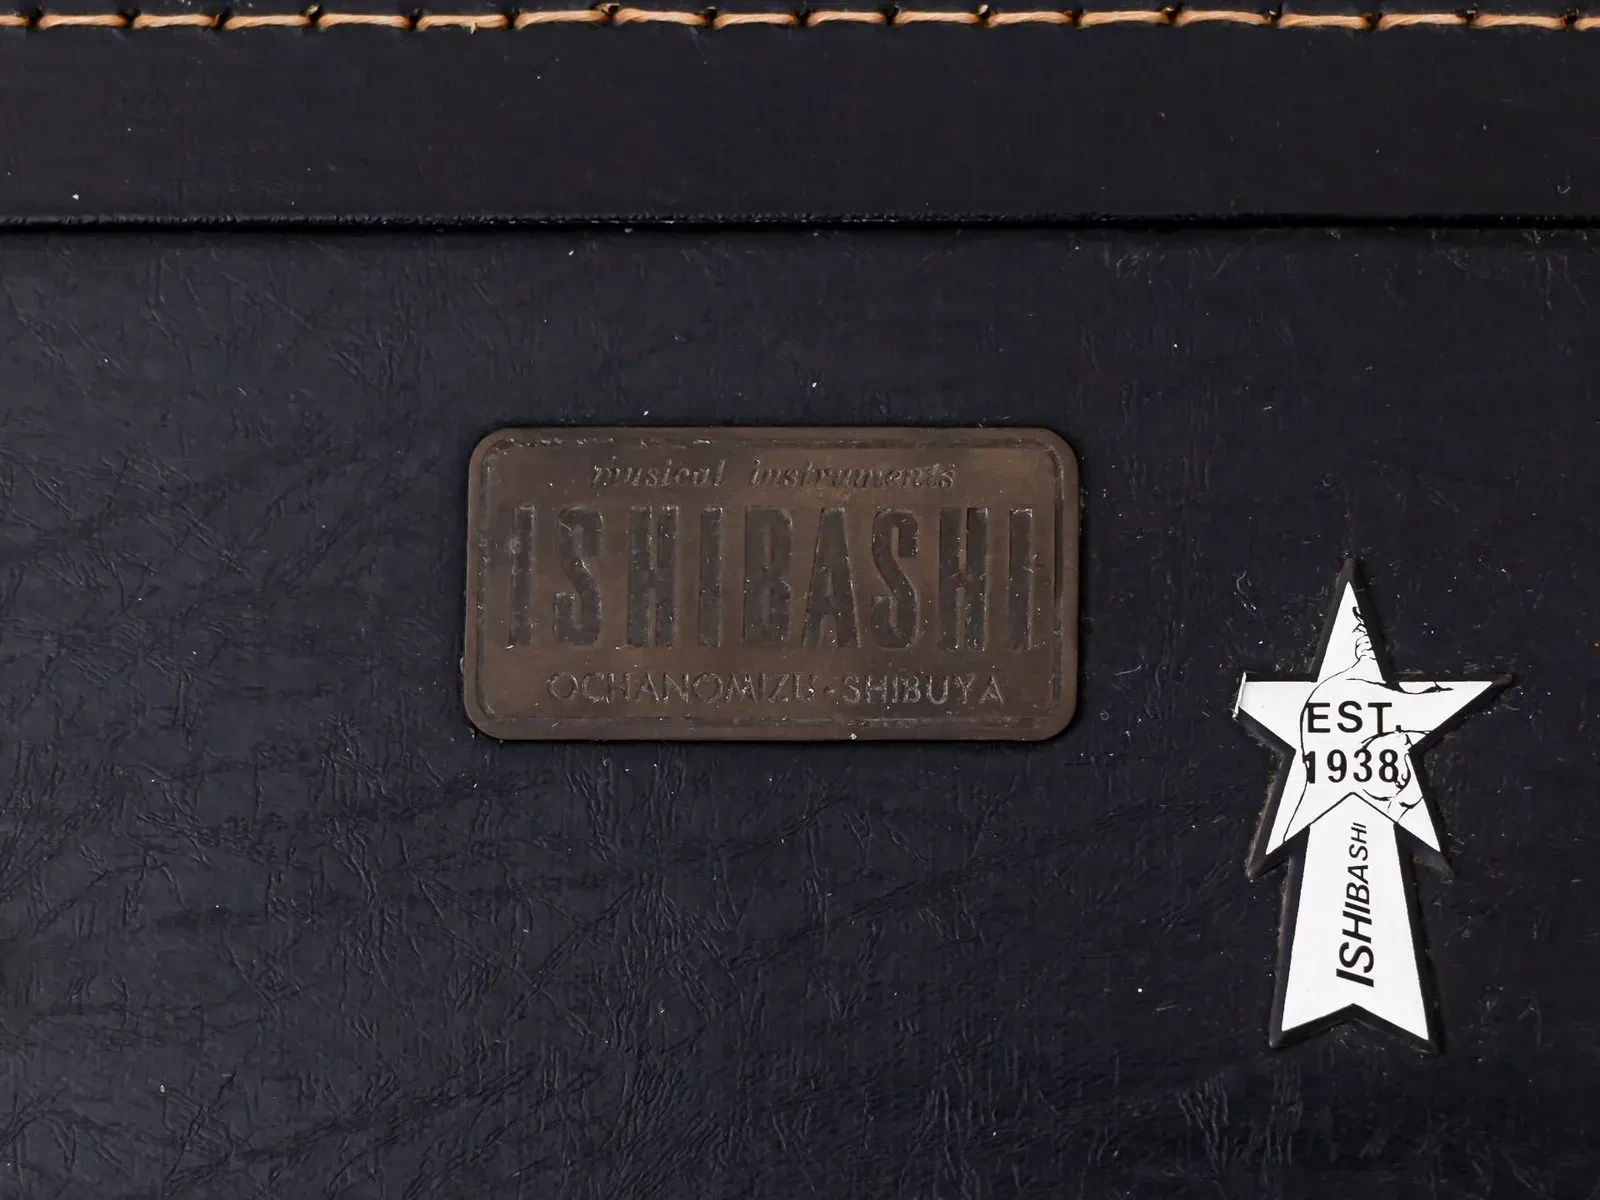 musical instruments
ISHIBASHI
OCHANOMIZU-SHIBUYA
EST.
1938
ISHIBASHI